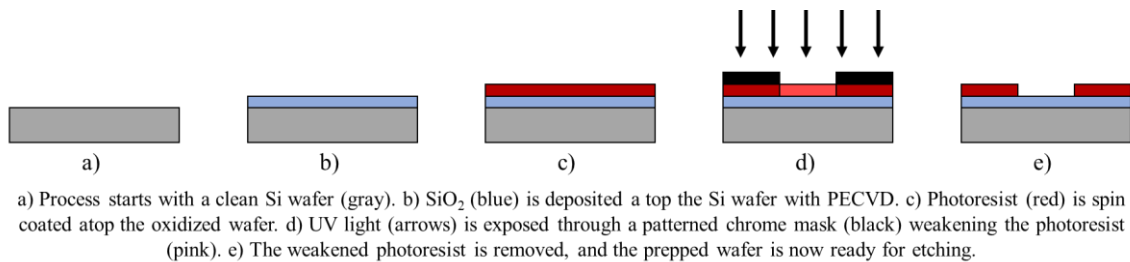 a) b) c) d) e)
a) Process starts with a clean Si wafer (gray). b) SiO₂ (blue) is deposited a top the Si wafer with PECVD. c) Photoresist (red) is spin
coated atop the oxidized wafer. d) UV light (arrows) is exposed through a patterned chrome mask (black) weakening the photoresist
(pink). e) The weakened photoresist is removed, and the prepped wafer is now ready for etching.